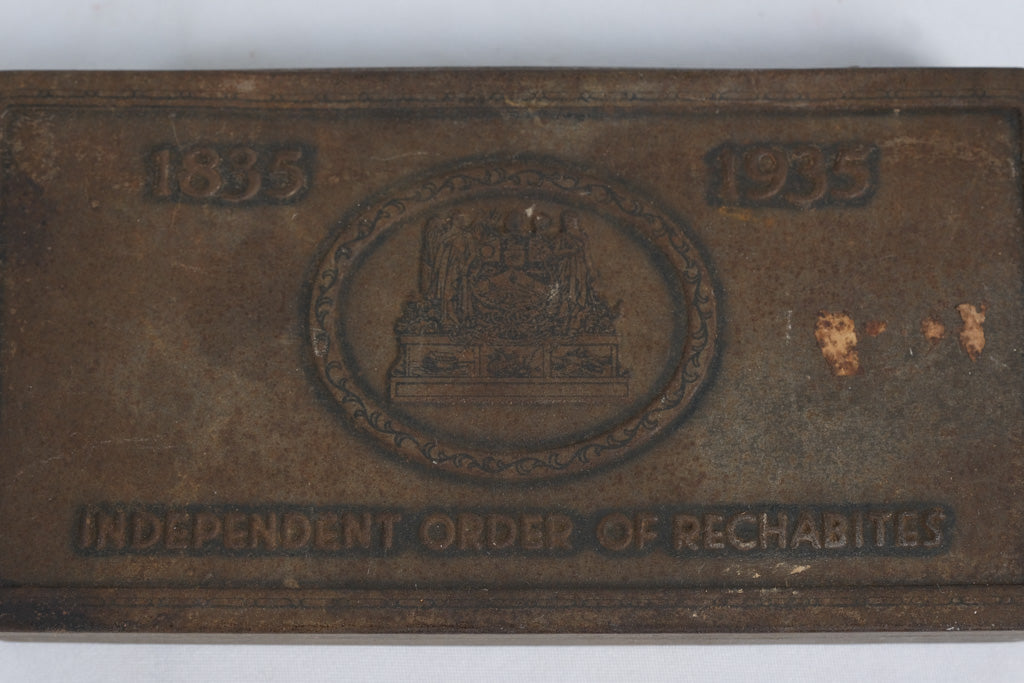 1835 1935
INDEPENDENT ORDER OF RECHABITES